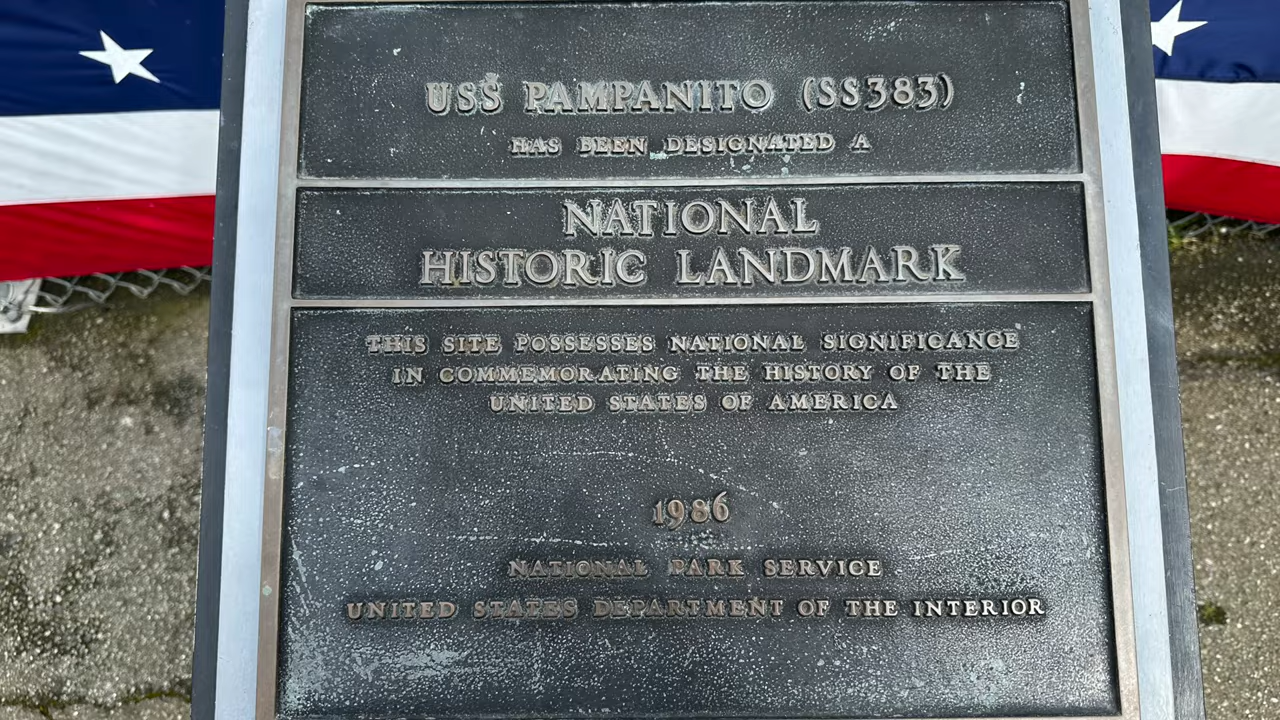 USS PAMPANITO (SS383)
HAS BEEN DESIGNATED A
NATIONAL
HISTORIC LANDMARK
THIS SITE POSSESSES NATIONAL SIGNIFICANCE
IN COMMEMORATING THE HISTORY OF THE
UNITED STATES OF AMERICA
1986
NATIONAL PARK SERVICE
UNITED STATES DEPARTMENT OF THE INTERIOR